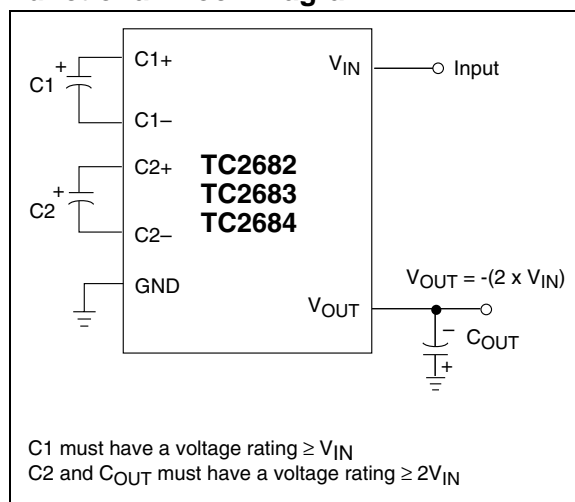 C1+
VIN
Input
+
C1
C1–
C2+
TC2682
+
TC2683
C2
TC2684
C2–
GND
VOUT = -(2 x VIN)
VOUT
–
COUT
+
C1 must have a voltage rating ≥ VIN
C2 and COUT must have a voltage rating ≥ 2VIN